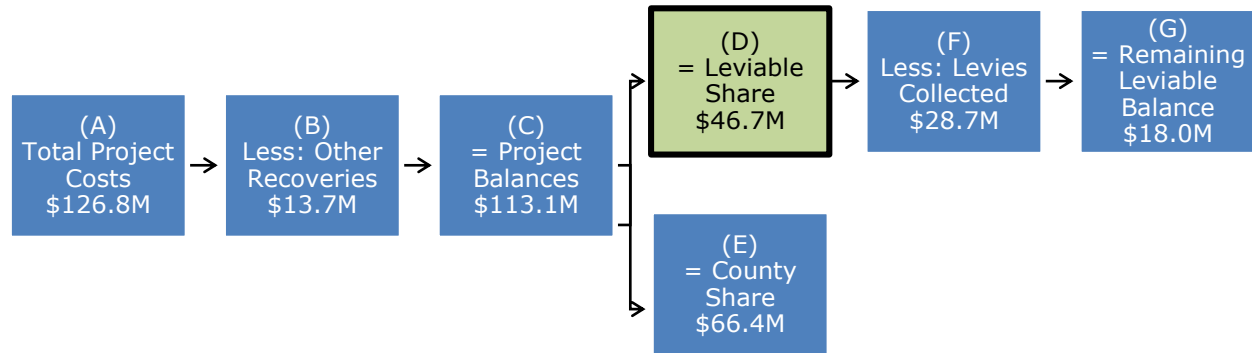 (A)
Total Project
Costs
$126.8M
(B)
Less: Other
Recoveries
$13.7M
(C)
= Project
Balances
$113.1M
(D)
= Leviable
Share
$46.7M
(E)
= County
Share
$66.4M
(F)
Less: Levies
Collected
$28.7M
(G)
= Remaining
Leviable
Balance
$18.0M